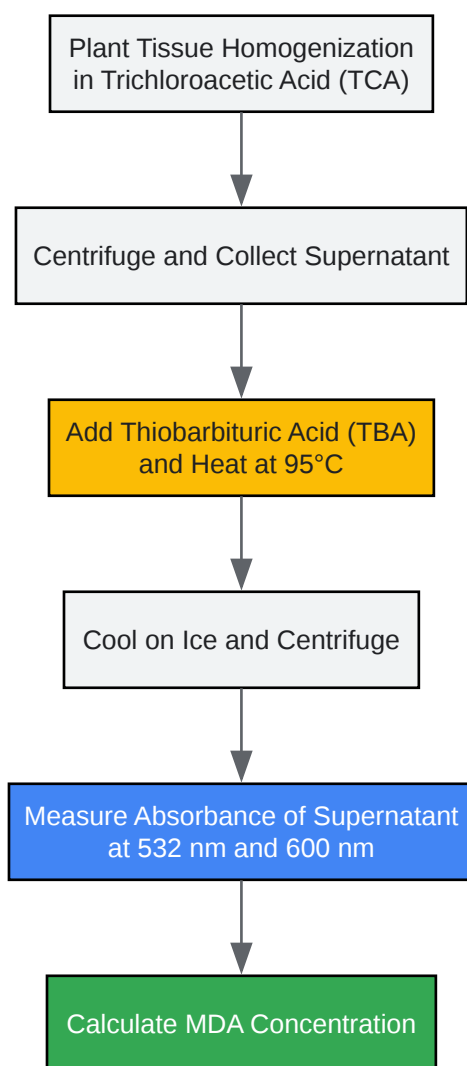 Plant Tissue Homogenization
in Trichloroacetic Acid (TCA)
Centrifuge and Collect Supernatant
Add Thiobarbituric Acid (TBA)
and Heat at 95°C
Cool on Ice and Centrifuge
Measure Absorbance of Supernatant
at 532 nm and 600 nm
Calculate MDA Concentration